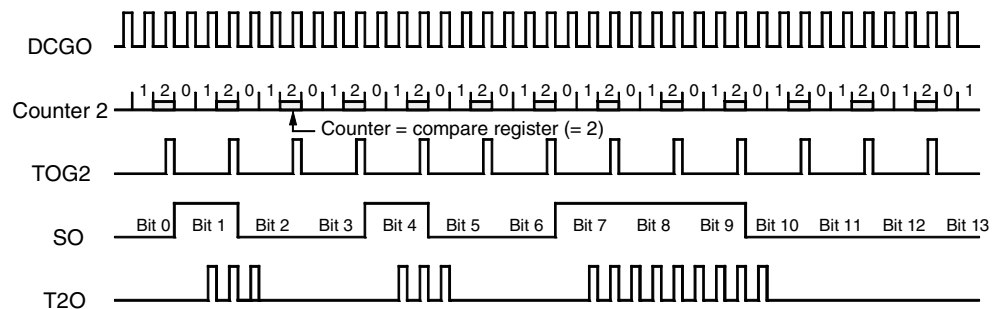 DCGO
1 2 0 1 2 0 1 2 0 1 2 0 1 2 0 1 2 0 1 2 0 1 2 0 1 2 0 1 2 0 1 2 0 1 2 0 1 2 0 1
Counter 2
Counter = compare register (= 2)
TOG2
SO
Bit 0 Bit 1 Bit 2 Bit 3 Bit 4 Bit 5 Bit 6 Bit 7 Bit 8 Bit 9 Bit 10 Bit 11 Bit 12 Bit 13
T2O